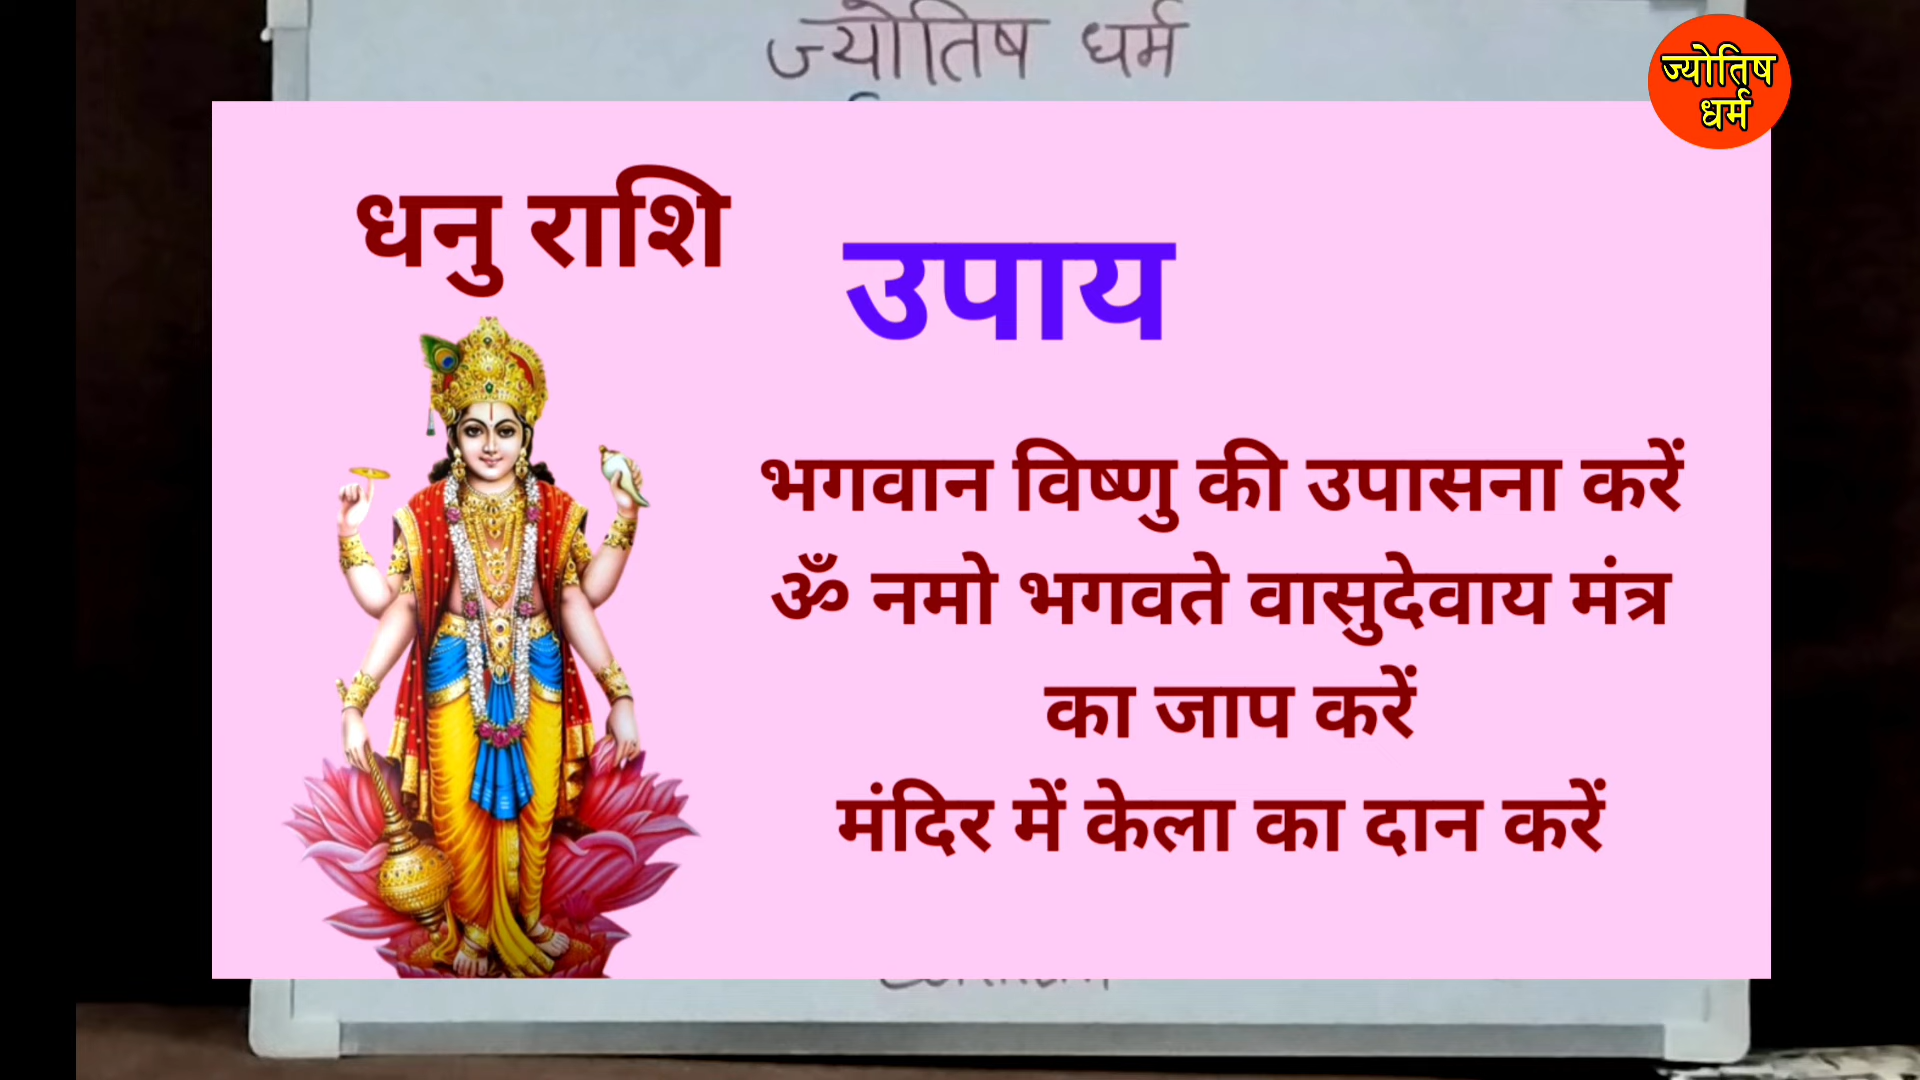 ज्योतिष धर्म
ज्योतिष
धर्म
धनु राशि
उपाय
भगवान विष्णु की उपासना करें
ॐ नमो भगवते वासुदेवाय मंत्र
का जाप करें
मंदिर में केला का दान करें